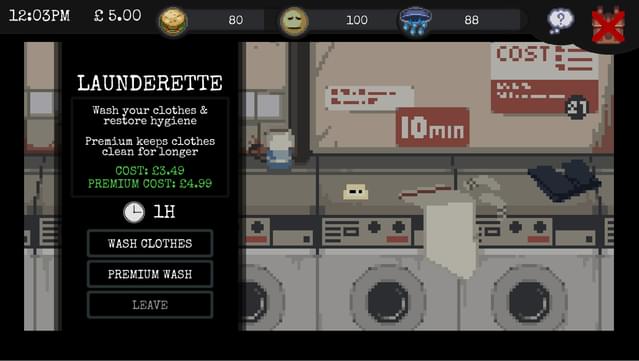 12:03PM £ 5.00 80 100 88
LAUNDERETTE
Wash your clothes &
restore hygiene
Premium keeps clothes
clean for longer
COST: £3.49
PREMIUM COST: £4.99
1H
WASH CLOTHES
PREMIUM WASH
LEAVE
COST
£1
10min